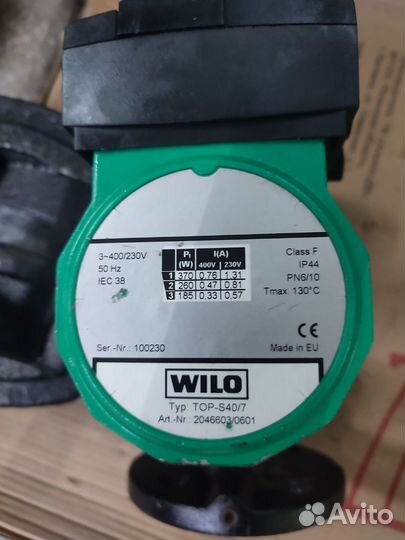 3~400/230V
50 Hz
IEC 38
P₁ (W) I(A) 400V 230V
1 370 0.76 1.31
2 260 0.47 0.81
3 185 0.33 0.57
Class F
IP44
PN6/10
Tmax. 130°C
CE
Ser.-Nr.: 100230
Made in EU
WILO
Typ: TOP-S40/7
Art.-Nr.: 2046603/0601
Avito